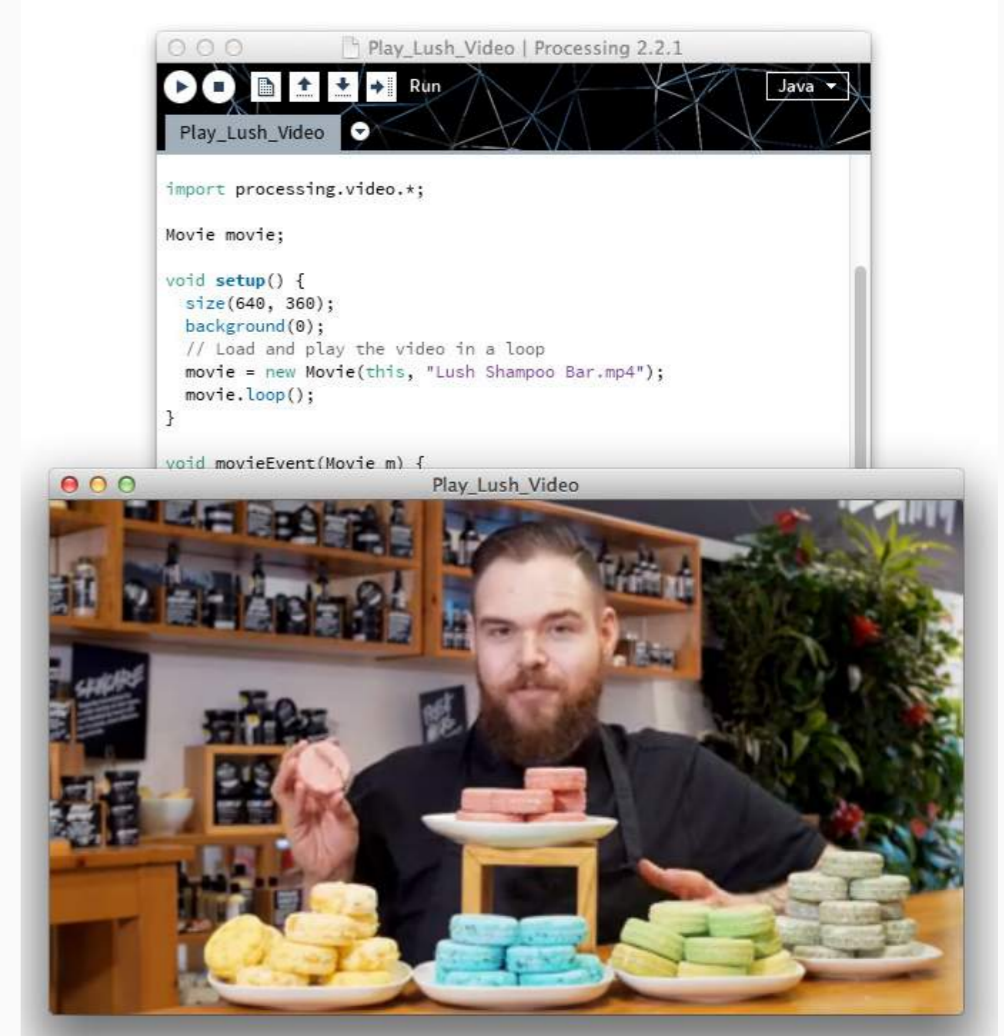 Play_Lush_Video | Processing 2.2.1
Run
Java
Play_Lush_Video
import processing.video.*;
Movie movie;
void setup() {
size(640, 360);
background(0);
// Load and play the video in a loop
movie = new Movie(this, "Lush Shampoo Bar.mp4");
movie.loop();
}
void movieEvent(Movie m) {
Play_Lush_Video
SKINCARE